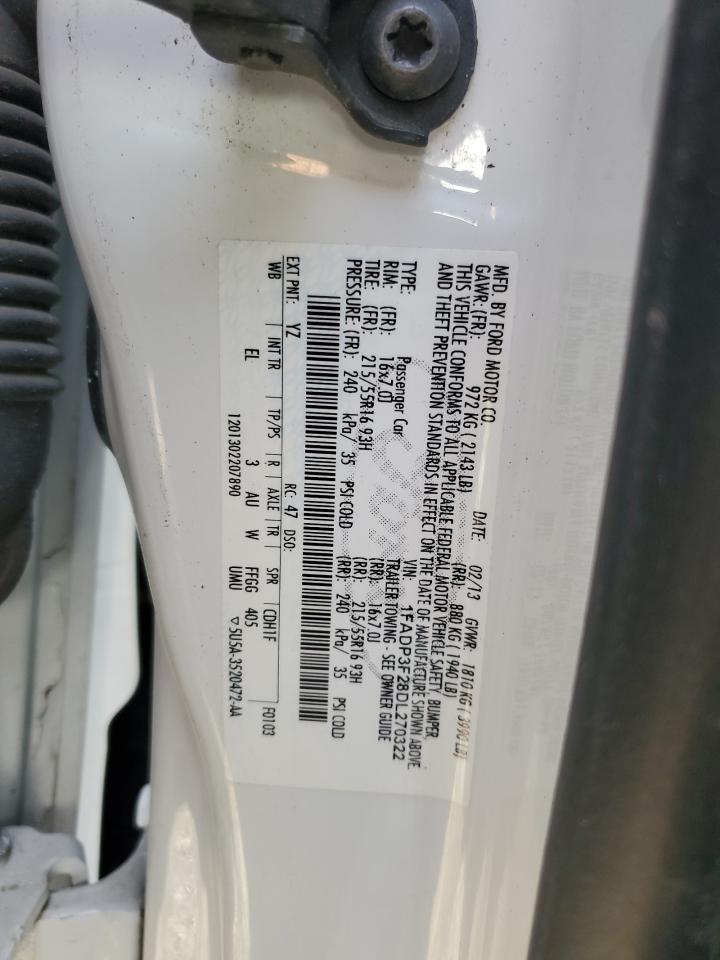 MFD. BY FORD MOTOR CO.
DATE: 02/13 GVWR: 1810 KG ( 3990 LB)
GAWR: (FR): 972 KG ( 2143 LB) (RR): 880 KG ( 1940 LB)
THIS VEHICLE CONFORMS TO ALL APPLICABLE FEDERAL MOTOR VEHICLE SAFETY, BUMPER,
AND THEFT PREVENTION STANDARDS IN EFFECT ON THE DATE OF MANUFACTURE SHOWN ABOVE.
VIN: 1FADP3F28DL270322
TYPE: Passenger Car TRAILER TOWING - SEE OWNER GUIDE
RIM: (FR): 16x7.0J (RR): 16x7.0J
TIRE: (FR): 215/55R16 93H (RR): 215/55R16 93H
PRESSURE: (FR): 240 kPa/ 35 PSI COLD (RR): 240 kPa/ 35 PSI COLD
EXT PNT: YZ RC: 47 DSO: F0103
WB INT TR TP/PS R AXLE TR SPR CDH1F
EL 3 AU W FFGG 405
1201302207890 UMU ▽5U5A-3520472-AA